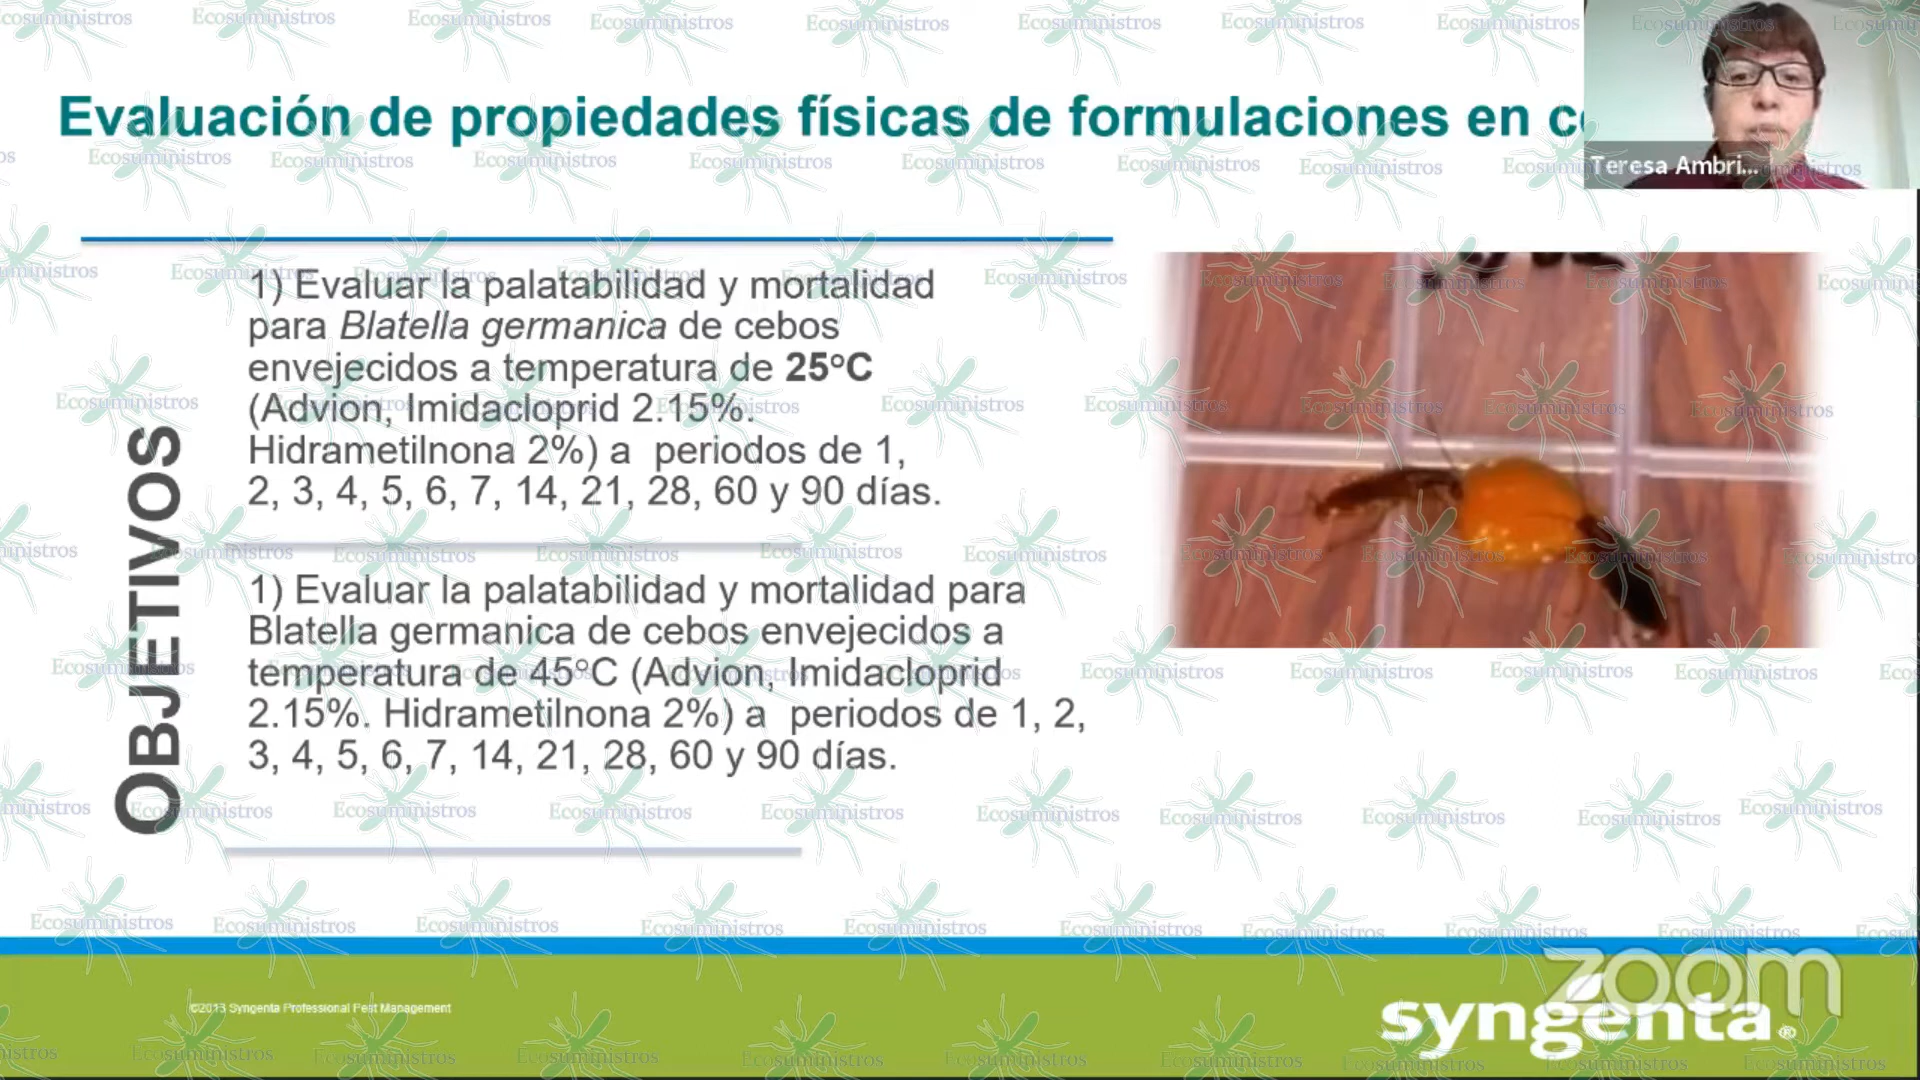 Evaluación de propiedades físicas de formulaciones en
Teresa Ambri...
OBJETIVOS
1) Evaluar la palatabilidad y mortalidad
para Blatella germanica de cebos
envejecidos a temperatura de 25°C
(Advion, Imidacloprid 2.15%.
Hidrametilnona 2%) a periodos de 1,
2, 3, 4, 5, 6, 7, 14, 21, 28, 60 y 90 días.
1) Evaluar la palatabilidad y mortalidad para
Blatella germanica de cebos envejecidos a
temperatura de 45°C (Advion, Imidacloprid
2.15%. Hidrametilnona 2%) a periodos de 1, 2,
3, 4, 5, 6, 7, 14, 21, 28, 60 y 90 días.
©2013 Syngenta Professional Pest Management
zoom
syngenta®
Ecosuministros